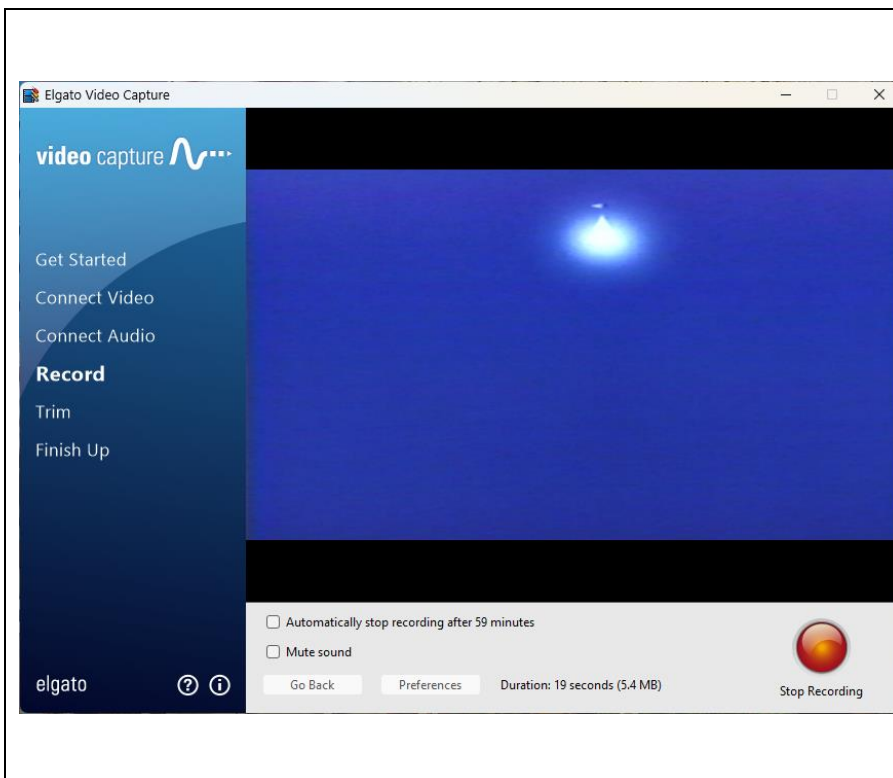 Elgato Video Capture
video capture
Get Started
Connect Video
Connect Audio
Record
Trim
Finish Up
Automatically stop recording after 59 minutes
Mute sound
Go Back Preferences Duration: 19 seconds (5.4 MB)
Stop Recording
elgato